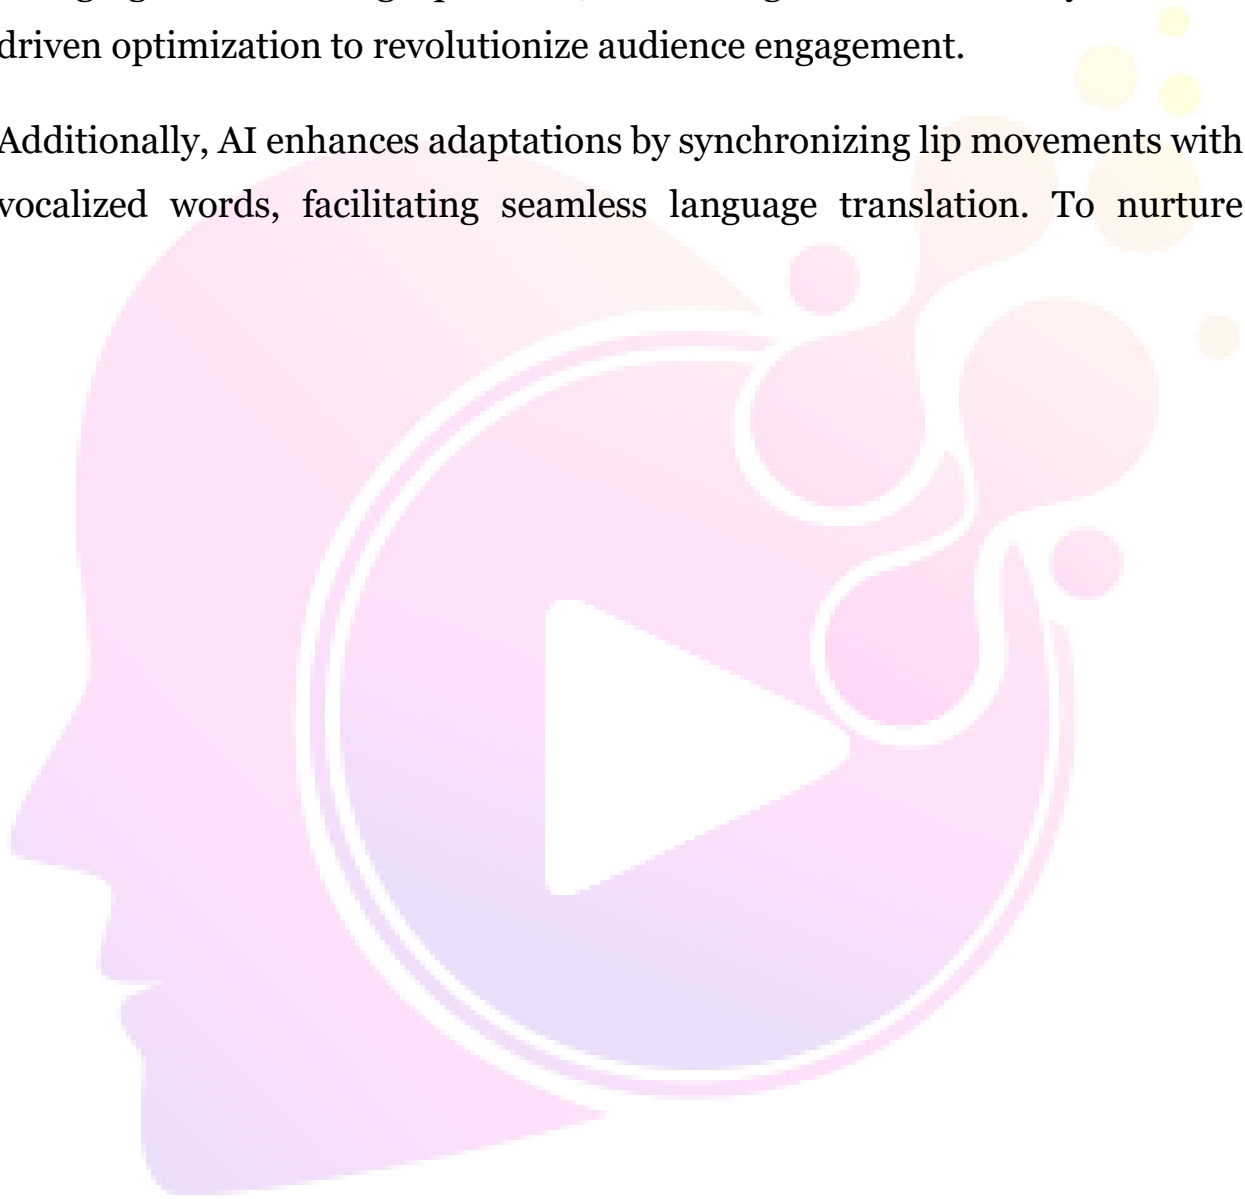 driven optimization to revolutionize audience engagement.
Additionally, AI enhances adaptations by synchronizing lip movements with
vocalized words, facilitating seamless language translation. To nurture